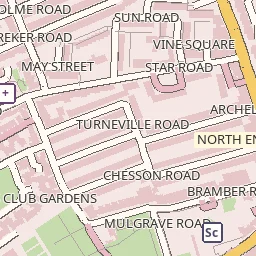 OLME ROAD
SUN ROAD
REKER ROAD
VINE SQUARE
MAY STREET
STAR ROAD
ARCHEL
TURNEVILLE ROAD
NORTH EN
CHESSON ROAD
BRAMBER R
CLUB GARDENS
MULGRAVE ROAD
Sc